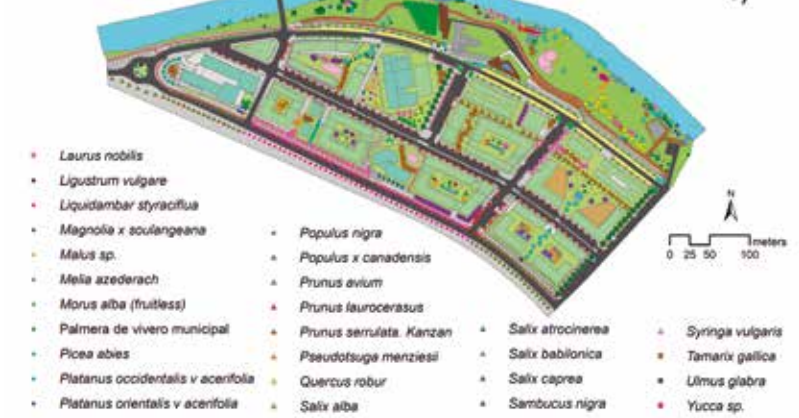 Laurus nobilis
Ligustrum vulgare
Liquidambar styraciflua
Magnolia x soulangeana
Malus sp.
Melia azederach
Morus alba (fruitless)
Palmera de vivero municipal
Picea abies
Platanus occidentalis v acerifolia
Platanus orientalis v acerifolia
Populus nigra
Populus x canadensis
Prunus avium
Prunus laurocerasus
Prunus serrulata. Kanzan
Pseudotsuga menziesii
Quercus robur
Salix alba
Salix atrocinerea
Salix babilonica
Salix caprea
Sambucus nigra
Syringa vulgaris
Tamarix gallica
Ulmus glabra
Yucca sp.
N
meters
0 25 50 100